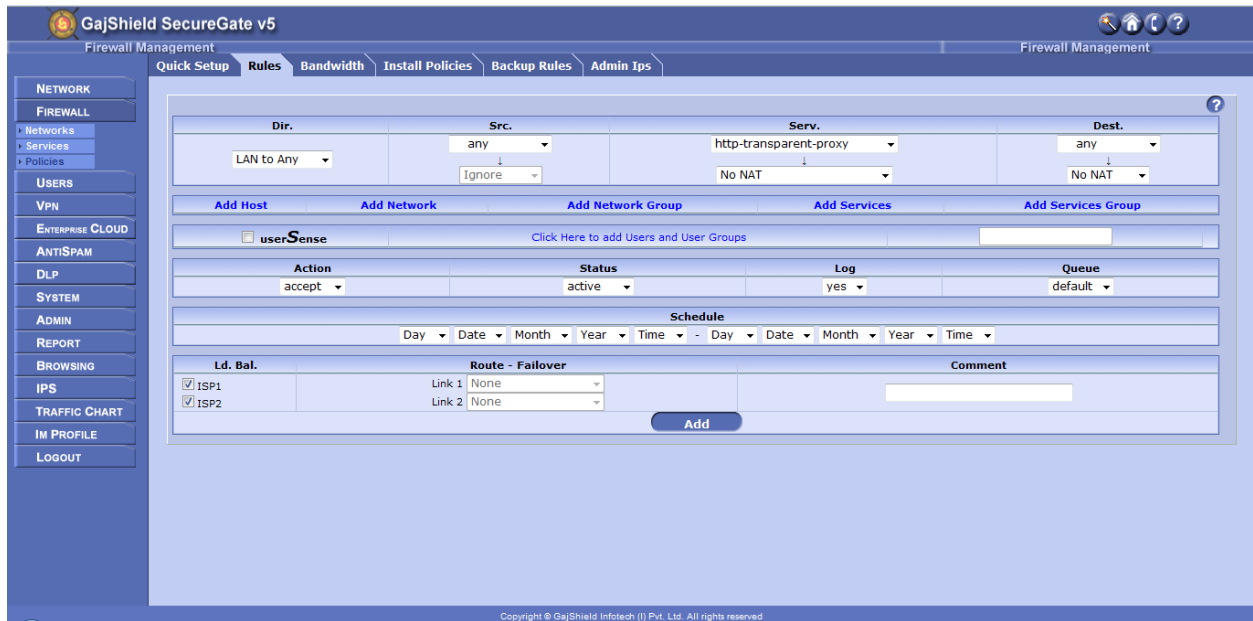 GajShield SecureGate v5
Firewall Management
Firewall Management
Quick Setup Rules Bandwidth Install Policies Backup Rules Admin Ips
NETWORK
FIREWALL
Networks
Services
Policies
USERS
VPN
ENTERPRISE CLOUD
ANTISPAM
DLP
SYSTEM
ADMIN
REPORT
BROWSING
IPS
TRAFFIC CHART
IM PROFILE
LOGOUT
?
?
Dir. Src. Serv. Dest.
LAN to Any any http-transparent-proxy any
↓ ↓ ↓
Ignore No NAT No NAT
Add Host Add Network Add Network Group Add Services Add Services Group
userSense Click Here to add Users and User Groups
Action Status Log Queue
accept active yes default
Schedule
Day Date Month Year Time - Day Date Month Year Time
Ld. Bal. Route - Failover Comment
ISP1 Link 1 None
ISP2 Link 2 None
Add
Copyright © GajShield Infotech (I) Pvt. Ltd. All rights reserved